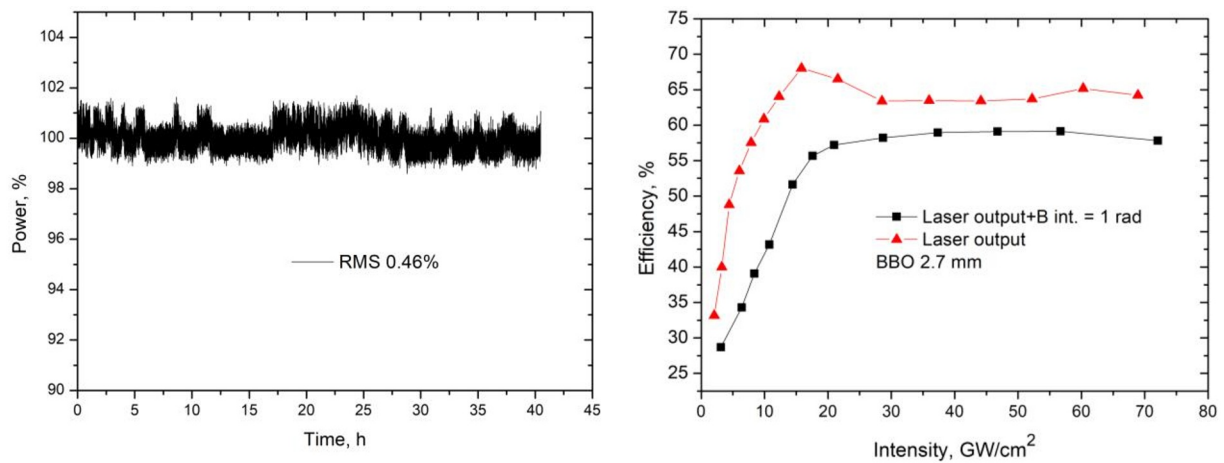 104
102
100
98
96
94
92
90
Power, %
RMS 0.46%
0 5 10 15 20 25 30 35 40 45
Time, h
75
70
65
60
55
50
45
40
35
30
25
Efficiency, %
Laser output+B int. = 1 rad
Laser output
BBO 2.7 mm
0 10 20 30 40 50 60 70 80
Intensity, GW/cm²